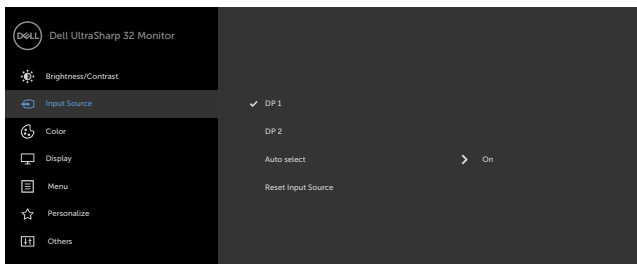 DELL
Dell UltraSharp 32 Monitor
Brightness/Contrast
Input Source
DP 1
Color
DP 2
Display
Auto select
On
Menu
Reset Input Source
Personalize
Others